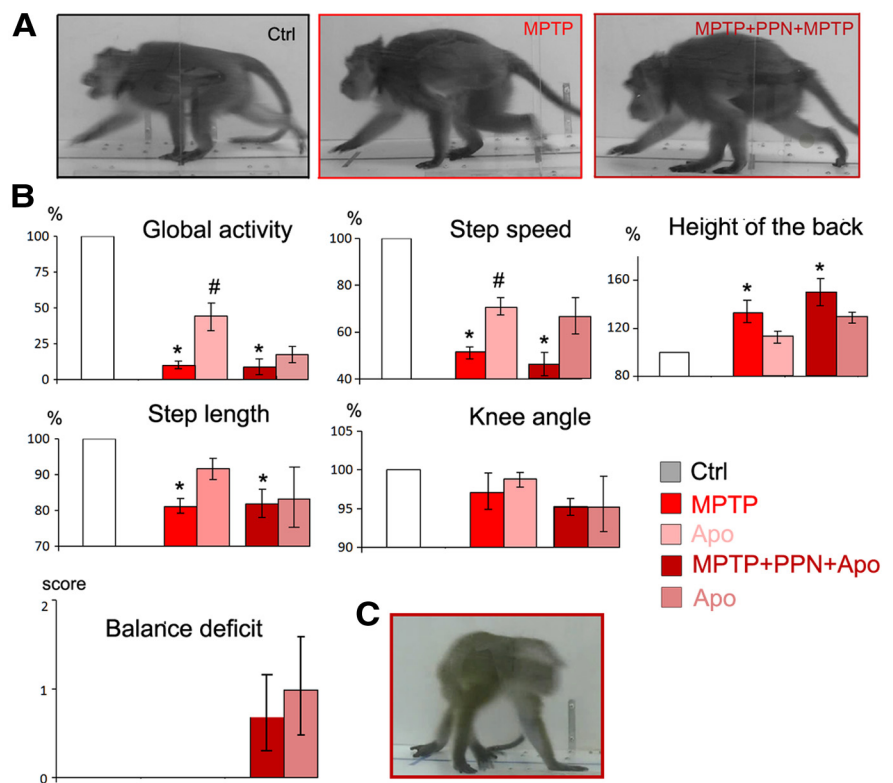 A
Ctrl
MPTP
MPTP+PPN+MPTP
B
%
Global activity
100
75
50
25
0
*
#
*
%
Step speed
100
80
60
40
*
#
*
%
Height of the back
160
120
80
*
*
%
Step length
100
90
80
70
*
*
%
Knee angle
105
100
95
90
Ctrl
MPTP
Apo
MPTP+PPN+Apo
Apo
score
Balance deficit
2
1
0
C